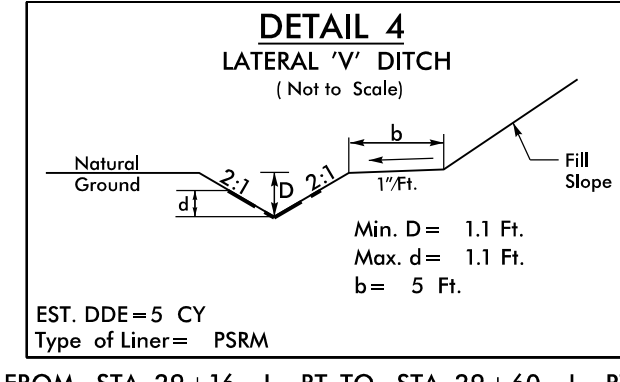 DETAIL 4
LATERAL 'V' DITCH
( Not to Scale)
b
Natural
Ground
2:1
D
2:1
1"/Ft.
Fill
Slope
d
Min. D = 1.1 Ft.
Max. d = 1.1 Ft.
b = 5 Ft.
EST. DDE = 5 CY
Type of Liner = PSRM